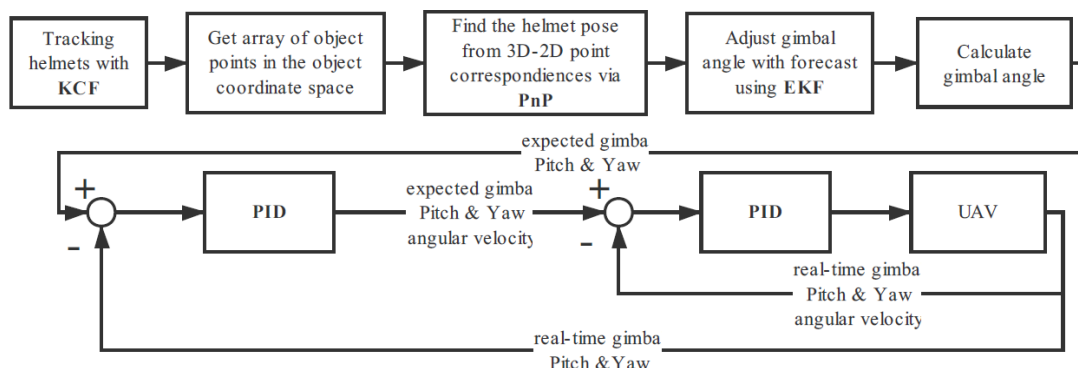 Tracking
helmets with
KCF
Get array of object
points in the object
coordinate space
Find the helmet pose
from 3D-2D point
correspondiences via
PnP
Adjust gimbal
angle with forecast
using EKF
Calculate
gimbal angle
expected gimba
Pitch & Yaw
+
-
PID
expected gimba
Pitch & Yaw
angular velocity
+
-
PID
UAV
real-time gimba
Pitch & Yaw
angular velocity
real-time gimba
Pitch & Yaw